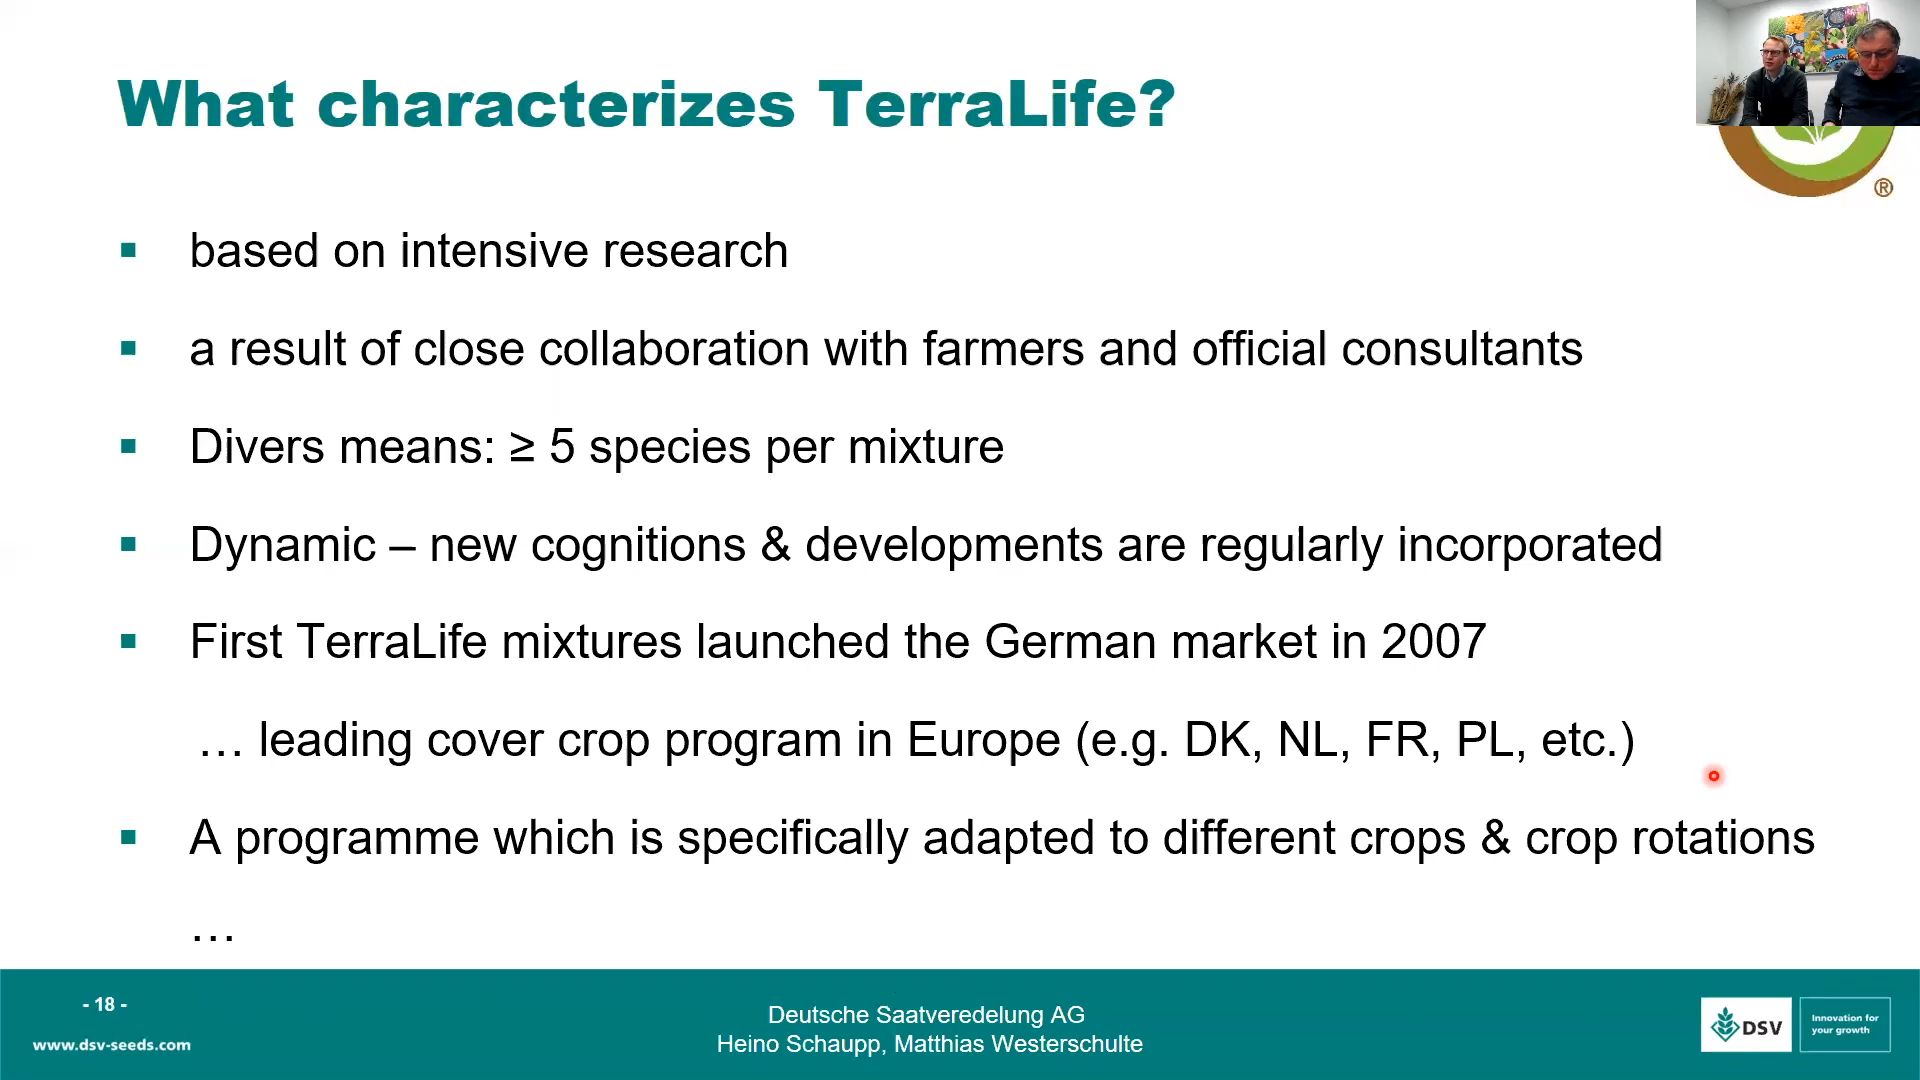 What characterizes TerraLife?
®
based on intensive research
a result of close collaboration with farmers and official consultants
Divers means: ≥ 5 species per mixture
Dynamic – new cognitions & developments are regularly incorporated
First TerraLife mixtures launched the German market in 2007
… leading cover crop program in Europe (e.g. DK, NL, FR, PL, etc.)
A programme which is specifically adapted to different crops & crop rotations
…
- 18 -
www.dsv-seeds.com
Deutsche Saatveredelung AG
Heino Schaupp, Matthias Westerschulte
DSV
Innovation for
your growth